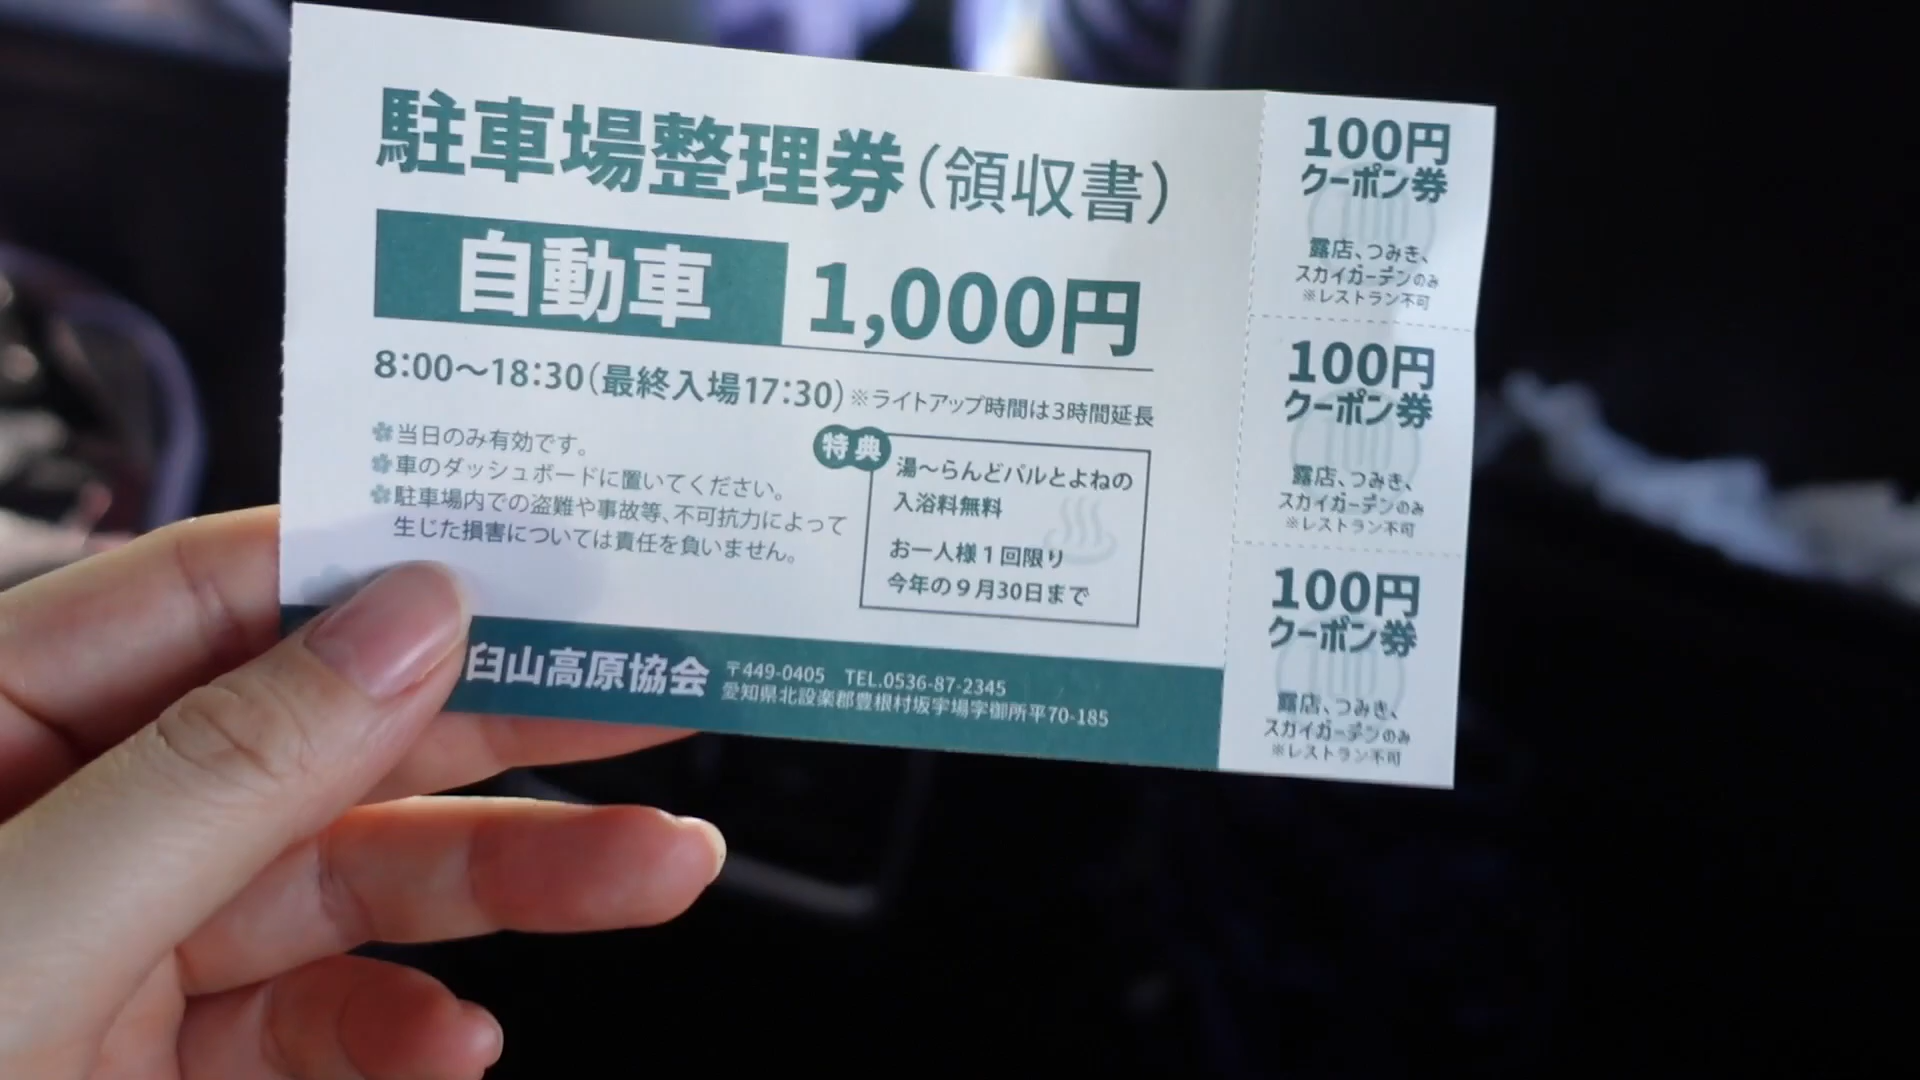 駐車場整理券(領収書)
自動車 1,000円
8:00～18:30(最終入場17:30)※ライトアップ時間は3時間延長
当日のみ有効です。
車のダッシュボードに置いてください。
駐車場内での盗難や事故等、不可抗力によって
生じた損害については責任を負いません。
特典
湯～らんどパルとよねの
入浴料無料
お一人様1回限り
今年の9月30日まで
臼山高原協会
〒449-0405 TEL.0536-87-2345
愛知県北設楽郡豊根村坂宇場字御所平70-185
100円
クーポン券
露店、つみき、
スカイガーデンのみ
※レストラン不可
100円
クーポン券
露店、つみき、
スカイガーデンのみ
※レストラン不可
100円
クーポン券
露店、つみき、
スカイガーデンのみ
※レストラン不可